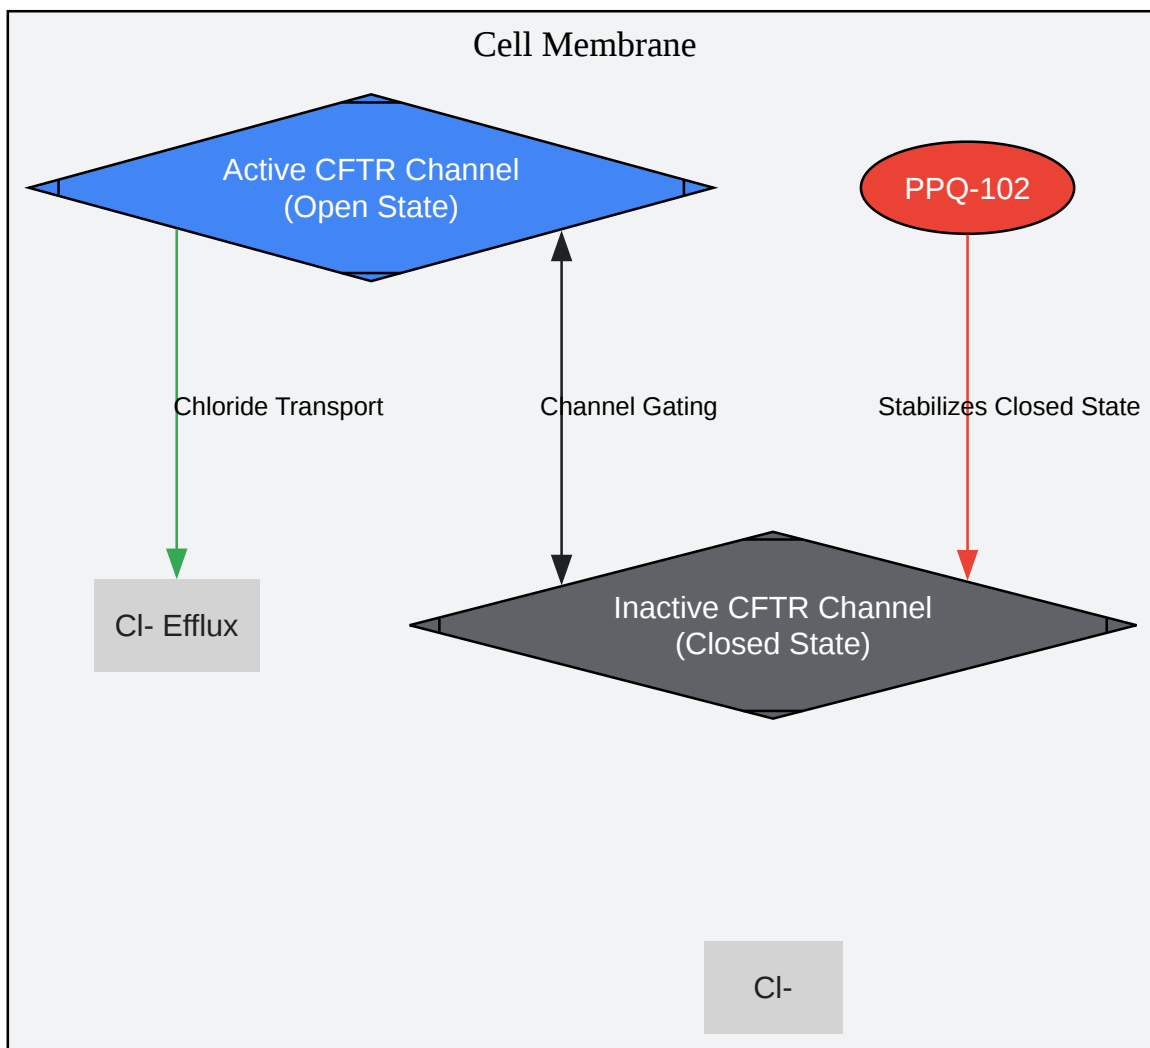 Cell Membrane
Active CFTR Channel
(Open State)
PPQ-102
Chloride Transport
Channel Gating
Stabilizes Closed State
Cl- Efflux
Inactive CFTR Channel
(Closed State)
Cl-